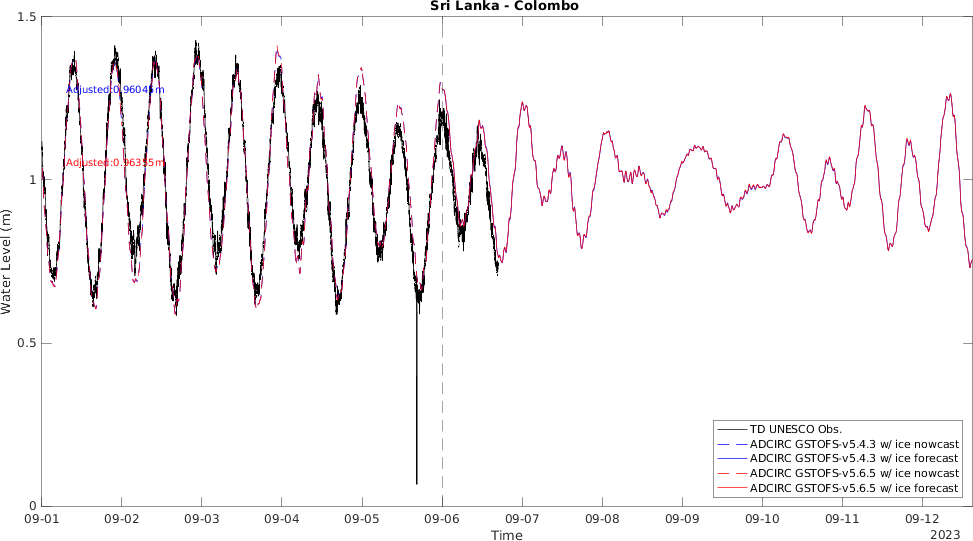 Sri Lanka - Colombo
1.5
Adjusted:0.96045m
Adjusted:0.96355m
1
Water Level (m)
0.5
0
TD UNESCO Obs.
ADCIRC GSTOFS-v5.4.3 w/ ice nowcast
ADCIRC GSTOFS-v5.4.3 w/ ice forecast
ADCIRC GSTOFS-v5.6.5 w/ ice nowcast
ADCIRC GSTOFS-v5.6.5 w/ ice forecast
09-01 09-02 09-03 09-04 09-05 09-06 09-07 09-08 09-09 09-10 09-11 09-12
Time
2023